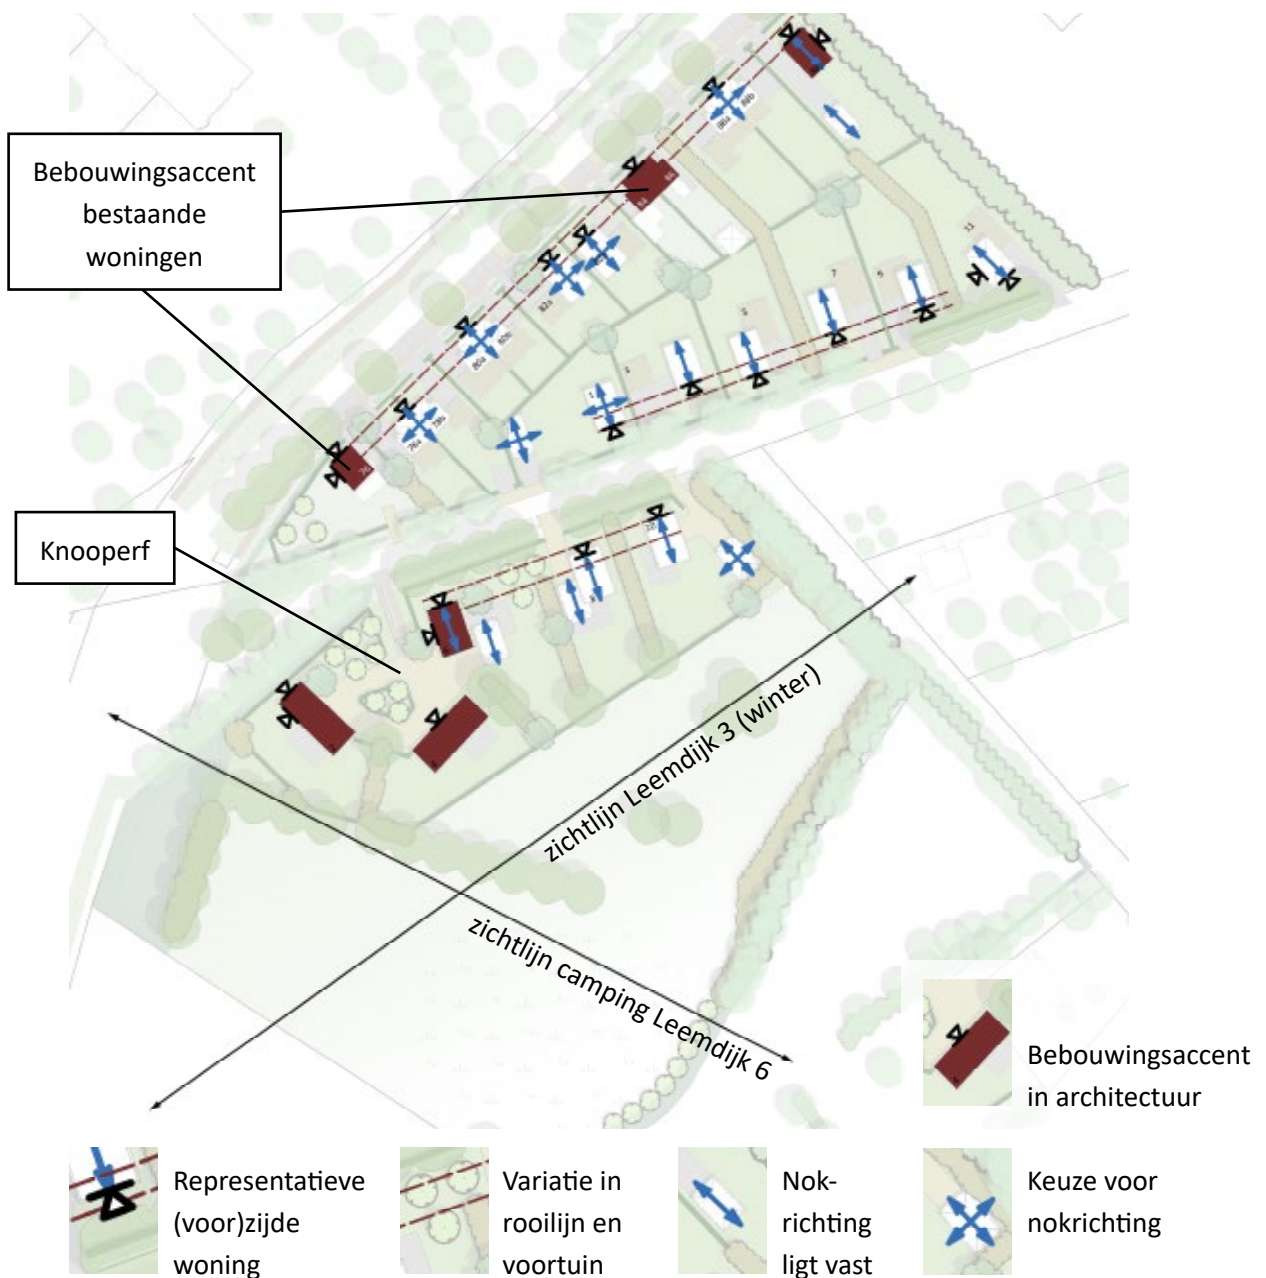 Bebouwingsaccent
bestaande
woningen
Knooperf
zichtlijn Leemdijk 3 (winter)
zichtlijn camping Leemdijk 6
Bebouwingsaccent
in architectuur
Representatieve
(voor)zijde
woning
Variatie in
rooilijn en
voortuin
Nok-
richting
ligt vast
Keuze voor
nokrichting